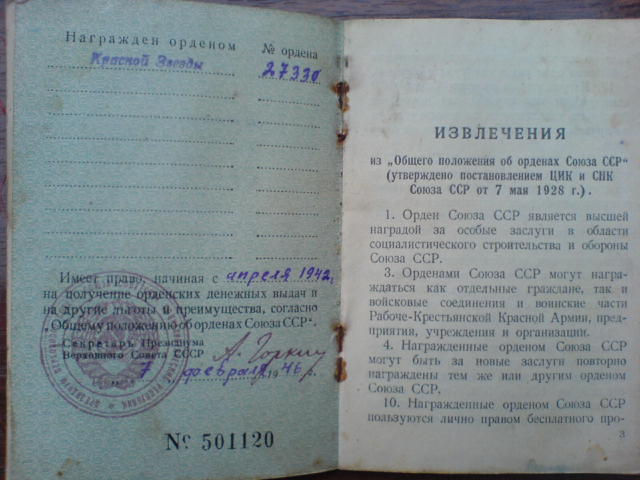 Награжден орденом
№ ордена
Красной Звезды
27330
Имеет право, начиная с апреля 1942,
на получение орденских денежных выдач и
на другие льготы и преимущества, согласно
„Общему положению об орденах Союза ССР“.
Секретарь Президиума
Верховного Совета СССР
А. Горкин
7 февраля 1946 г.
№ 501120
ИЗВЛЕЧЕНИЯ
из „Общего положения об орденах Союза ССР“
(утверждено постановлением ЦИК и СНК
Союза ССР от 7 мая 1928 г.).
1. Орден Союза ССР является высшей
наградой за особые заслуги в области
социалистического строительства и обороны
Союза ССР.
3. Орденами Союза ССР могут награ-
ждаться как отдельные граждане, так и
войсковые соединения и воинские части
Рабоче-Крестьянской Красной Армии, пред-
приятия, учреждения и организации.
4. Награжденные орденом Союза ССР
могут быть за новые заслуги повторно
награждены тем же или другим орденом
Союза ССР.
10. Награжденные орденом Союза ССР
пользуются лично правом бесплатного про-
3